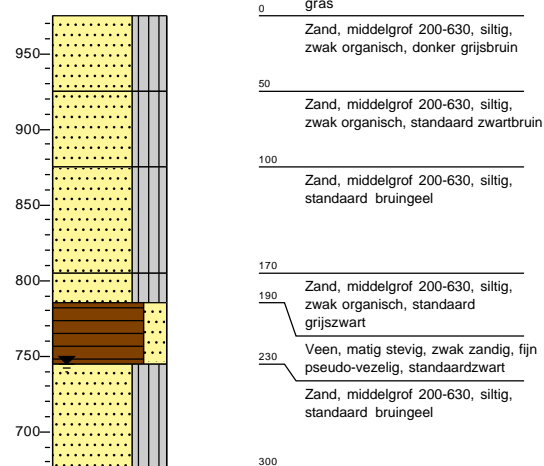 gras
0
Zand, middelgrof 200-630, siltig,
zwak organisch, donker grijsbruin
950
50
Zand, middelgrof 200-630, siltig,
zwak organisch, standaard zwartbruin
900
100
Zand, middelgrof 200-630, siltig,
standaard bruingeel
850
170
800
Zand, middelgrof 200-630, siltig,
190
zwak organisch, standaard
grijszwart
Veen, matig stevig, zwak zandig, fijn
750
230
pseudo-vezelig, standaardzwart
Zand, middelgrof 200-630, siltig,
standaard bruingeel
700
300